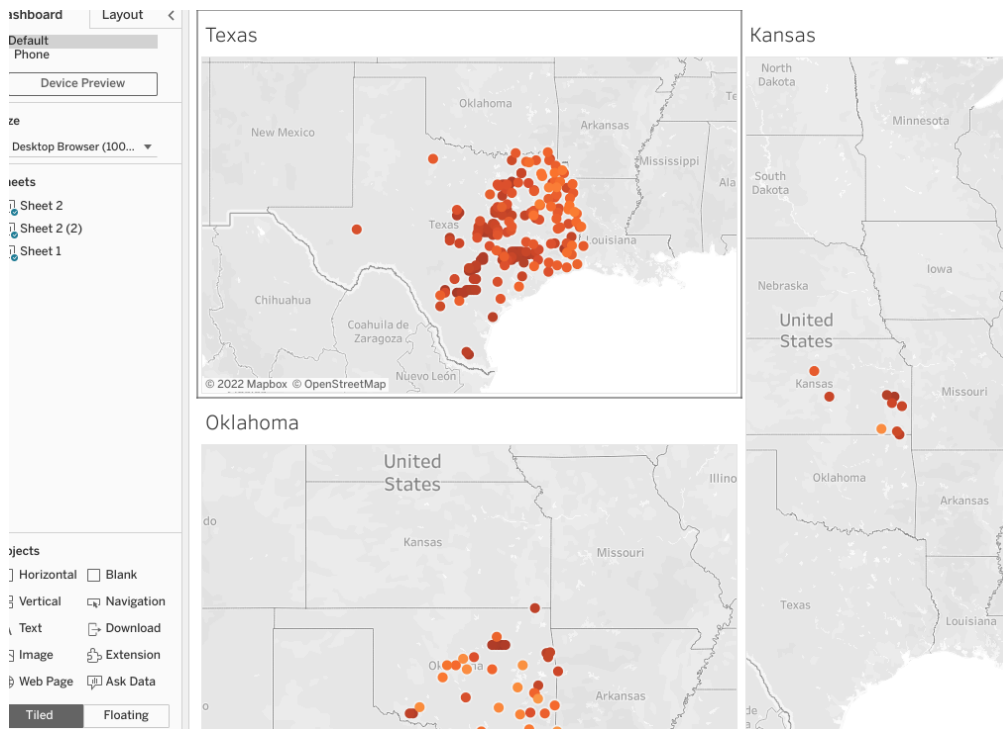 ashboard Layout
Default
Phone
Device Preview
ze
Desktop Browser (100...
heets
Sheet 2
Sheet 2 (2)
Sheet 1
bjects
Horizontal Blank
Vertical Navigation
Text Download
Image Extension
Web Page Ask Data
Tiled Floating
Texas
New Mexico
Oklahoma
Arkansas
Te
Mississippi
Ala
Texas
Louisiana
Chihuahua
Coahuila de
Zaragoza
Nuevo León
© 2022 Mapbox © OpenStreetMap
Oklahoma
United
States
Illino
do
Kansas
Missouri
Arkansas
o
Kansas
North
Dakota
Minnesota
South
Dakota
Iowa
Nebraska
United
States
Kansas
Missouri
Oklahoma
Arkansas
Texas
Louisiana
de